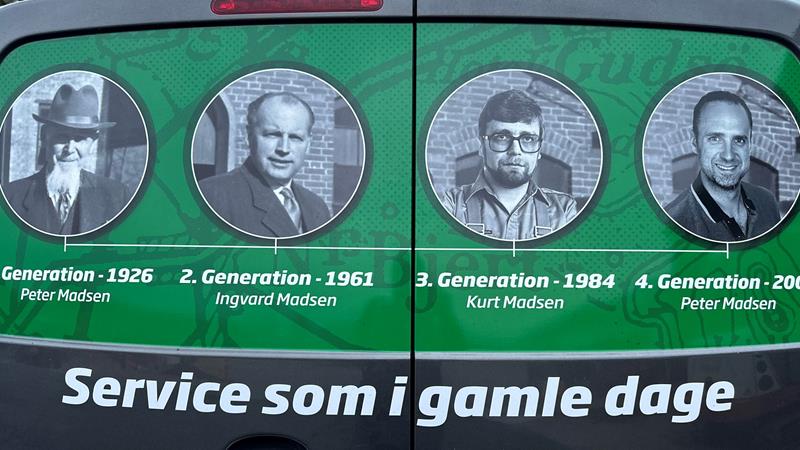 Generation - 1926
Peter Madsen
2. Generation - 1961
Ingvard Madsen
3. Generation - 1984
Kurt Madsen
4. Generation - 200
Peter Madsen
Service som i gamle dage